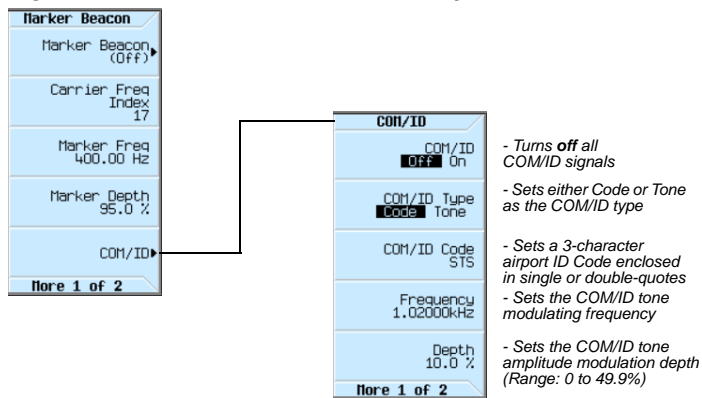 Marker Beacon
Marker Beacon
(Off)
Carrier Freq
Index
17
Marker Freq
400.00 Hz
Marker Depth
95.0 %
COM/ID
More 1 of 2
COM/ID
COM/ID
Off On
COM/ID Type
Code Tone
COM/ID Code
STS
Frequency
1.02000kHz
Depth
10.0 %
More 1 of 2
- Turns off all
COM/ID signals
- Sets either Code or Tone
as the COM/ID type
- Sets a 3-character
airport ID Code enclosed
in single or double-quotes
- Sets the COM/ID tone
modulating frequency
- Sets the COM/ID tone
amplitude modulation depth
(Range: 0 to 49.9%)